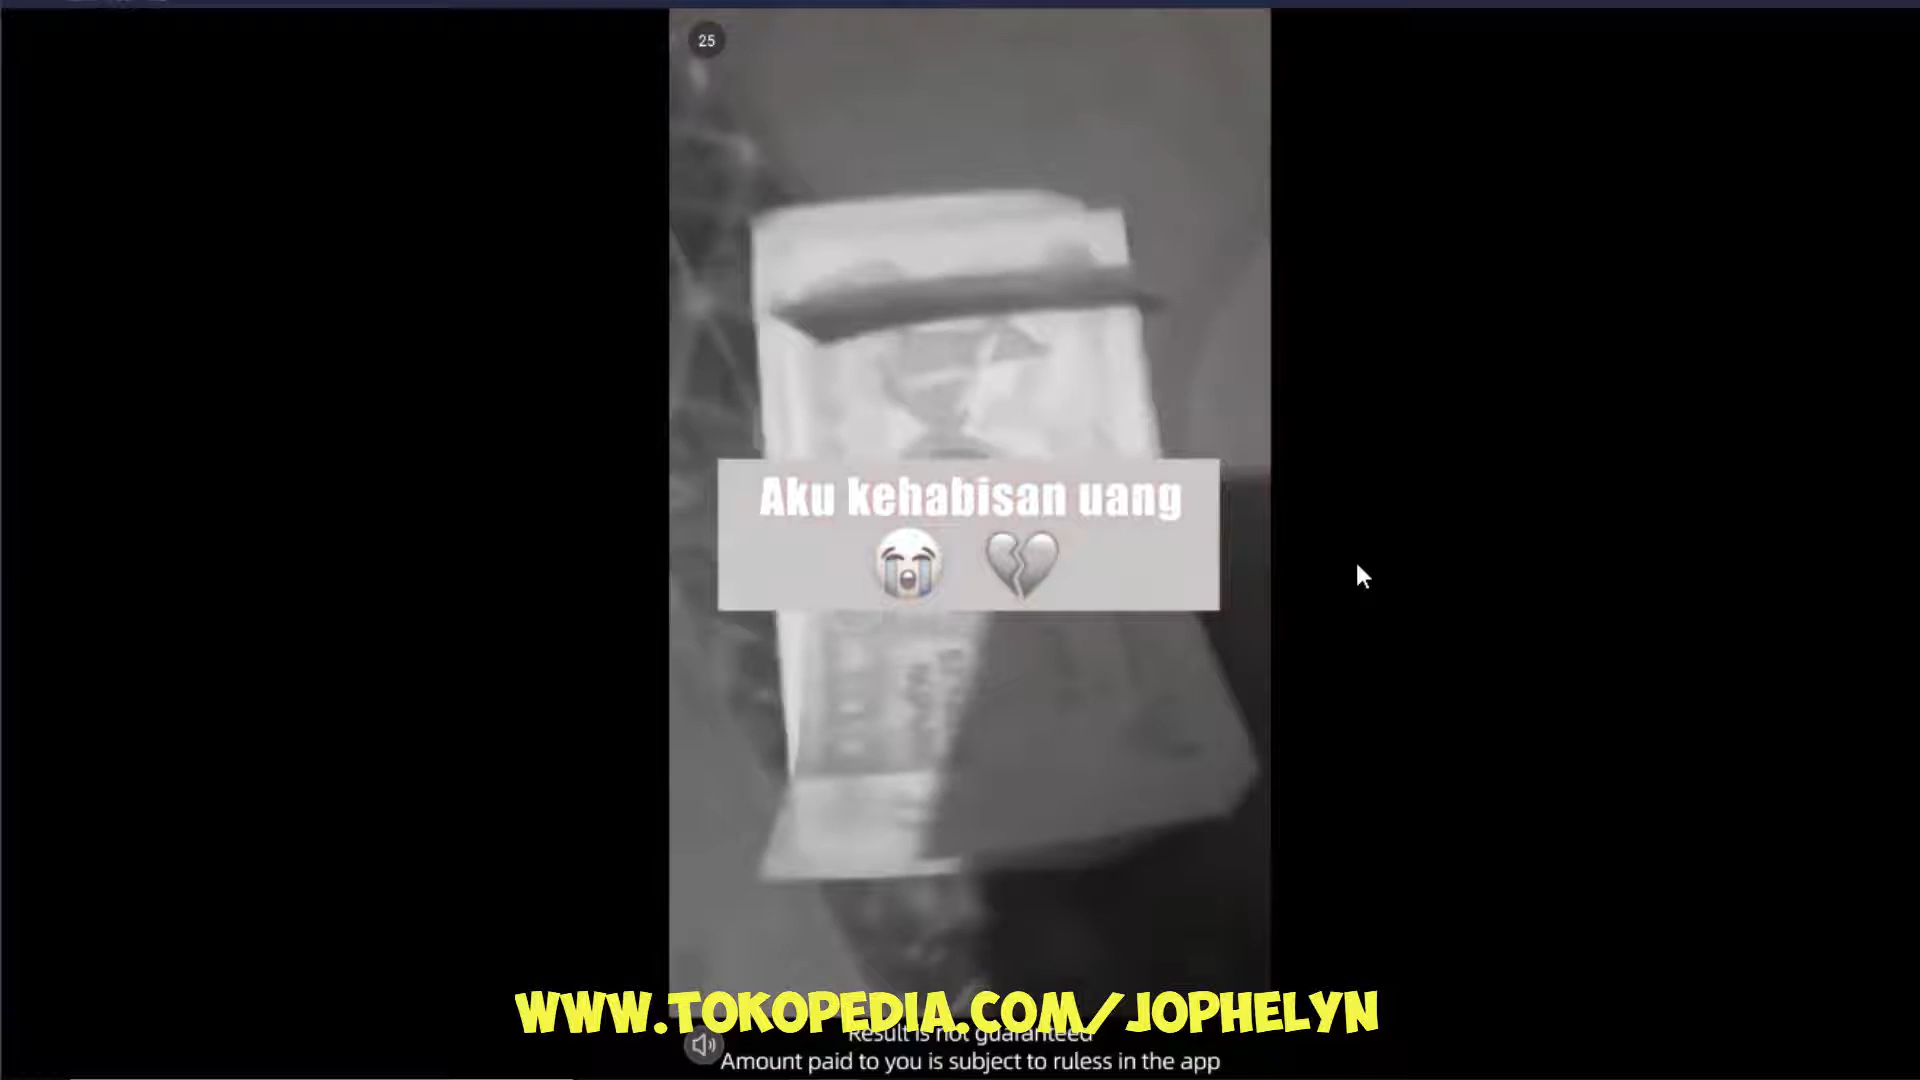 25
Aku kehabisan uang
WWW.TOKOPEDIA.COM/JOPHELYN
Result is not guaranteed
Amount paid to you is subject to ruless in the app